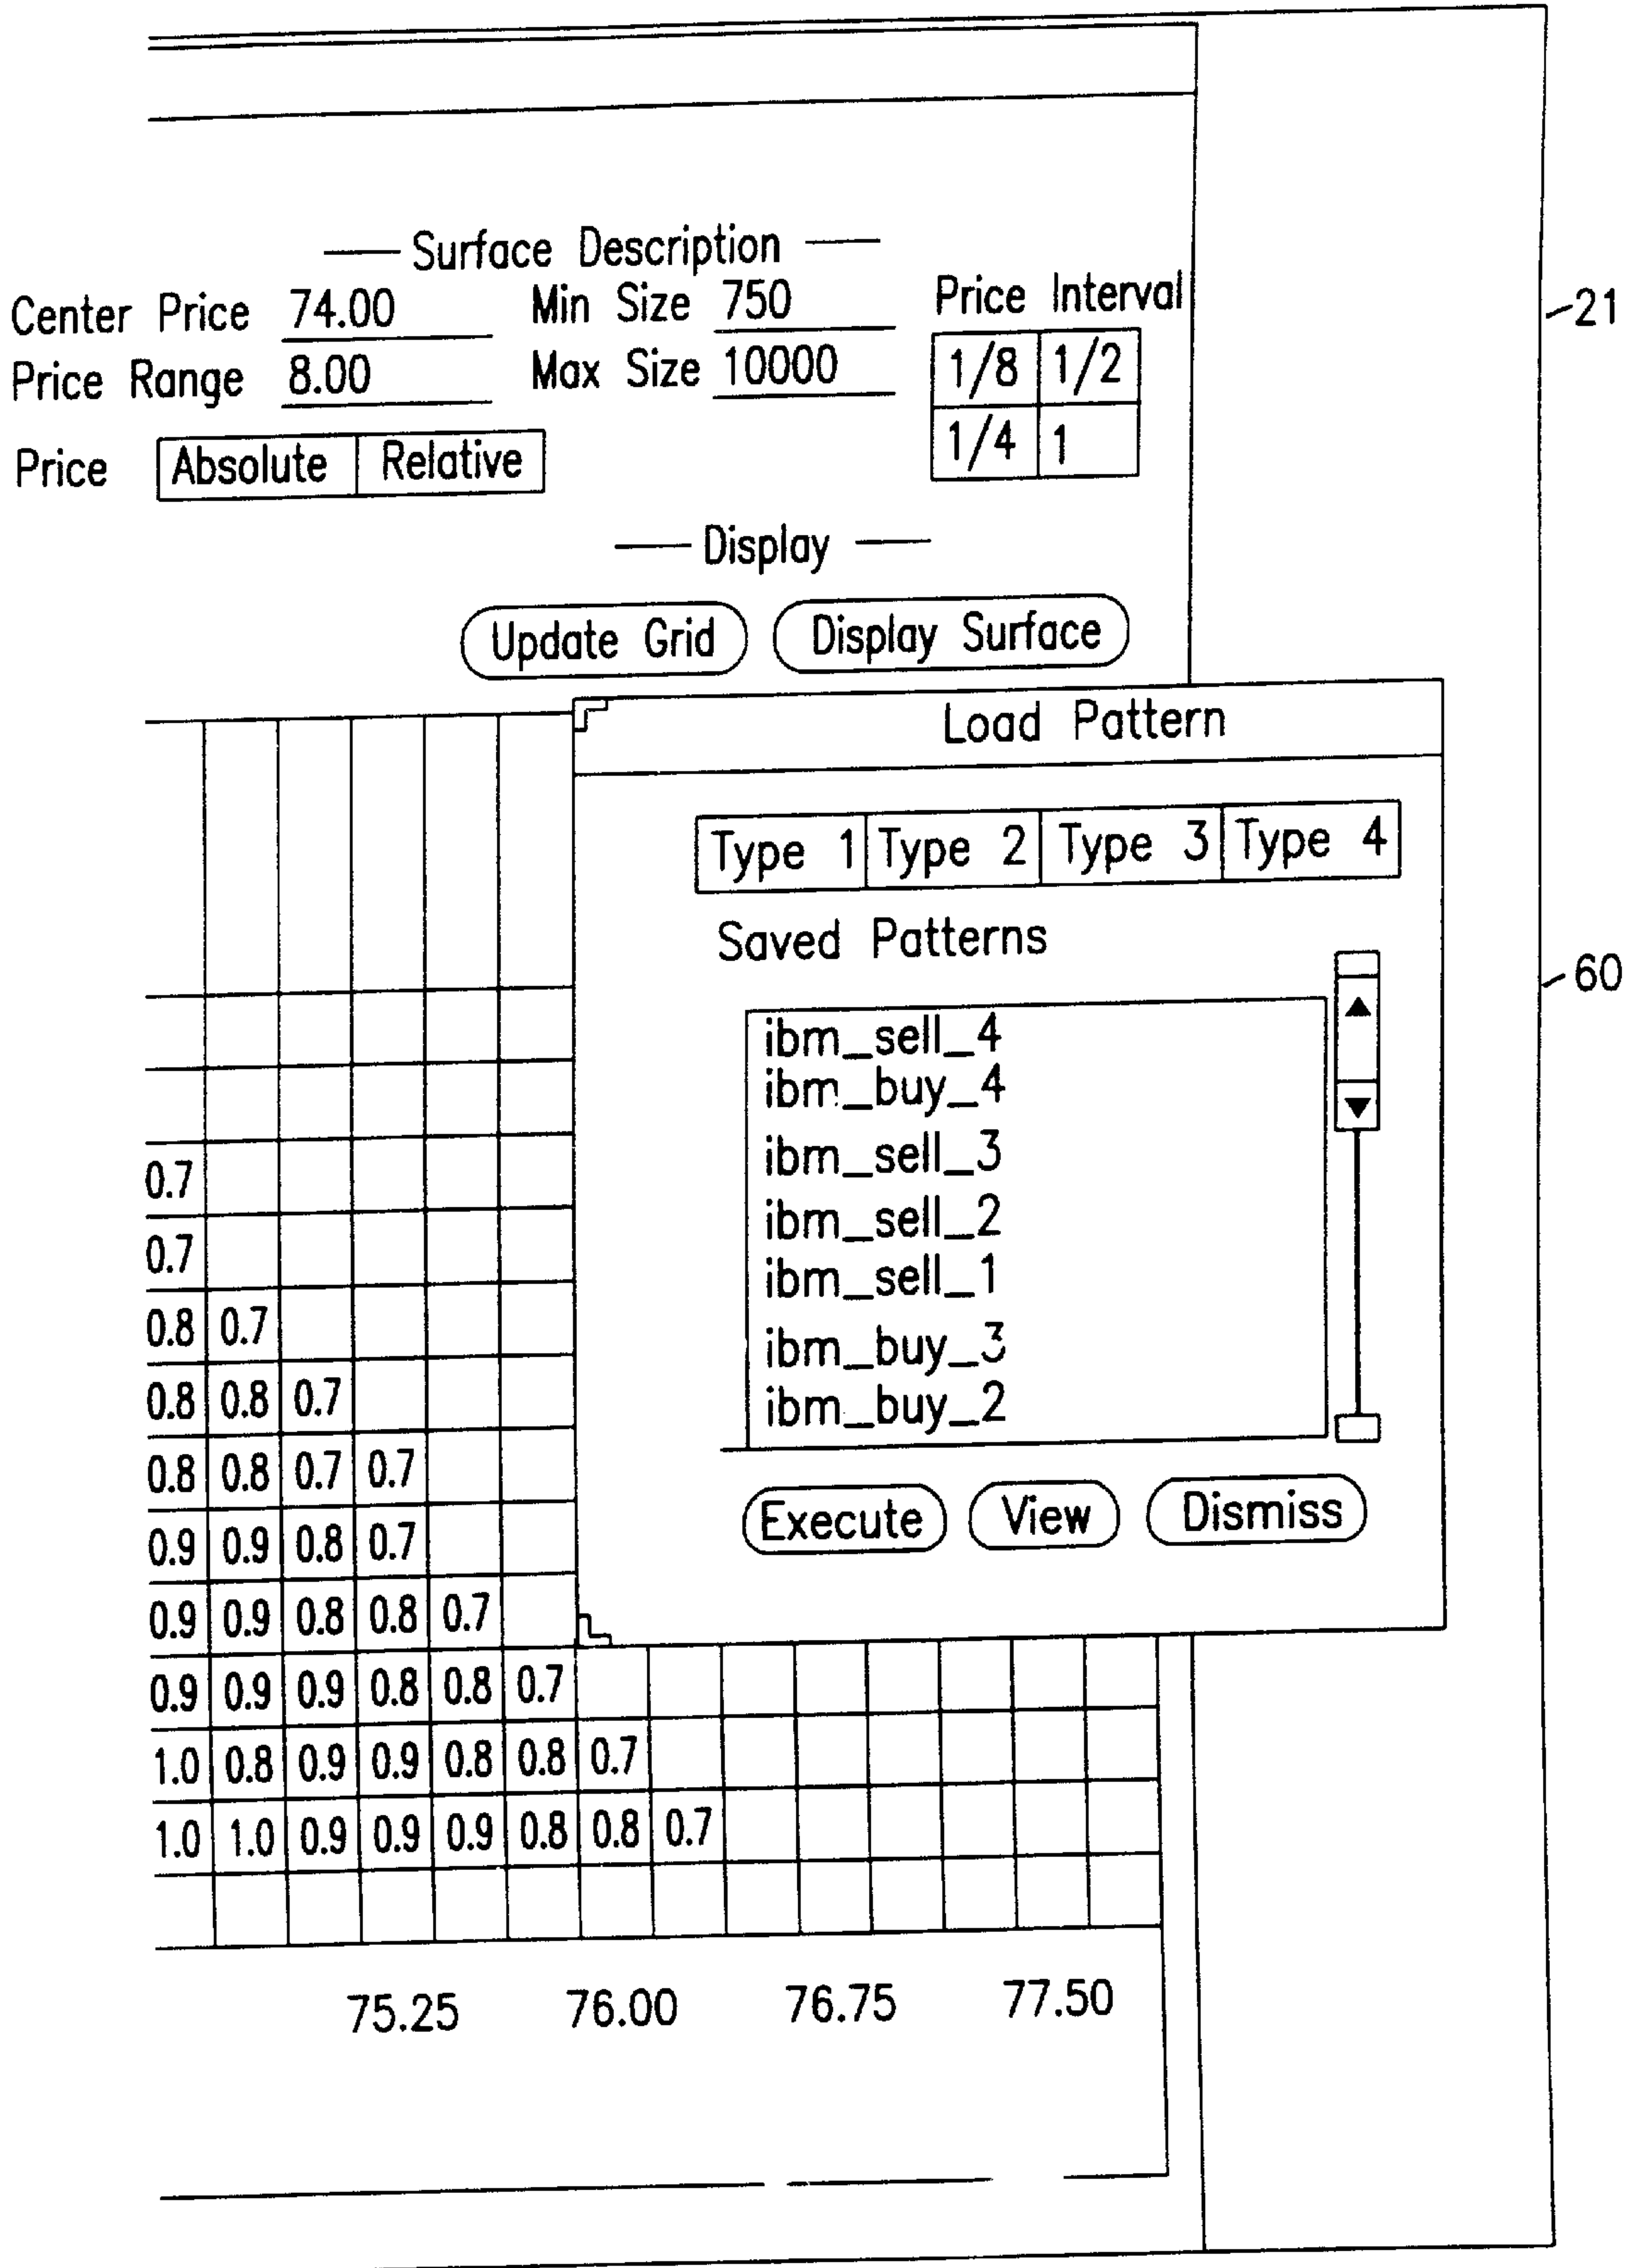 — Surface Description —
Center Price 74.00 Min Size 750 Price Interval
Price Range 8.00 Max Size 10000 1/8 1/2
Price Absolute Relative 1/4 1
21
— Display —
Update Grid Display Surface
Load Pattern
Type 1 Type 2 Type 3 Type 4
Saved Patterns
60
ibm_sell_4
ibm_buy_4
ibm_sell_3
ibm_sell_2
ibm_sell_1
ibm_buy_3
ibm_buy_2
Execute View Dismiss
0.7
0.7
0.8 0.7
0.8 0.8 0.7
0.8 0.8 0.7 0.7
0.9 0.9 0.8 0.7
0.9 0.9 0.8 0.8 0.7
0.9 0.9 0.9 0.8 0.8 0.7
1.0 0.8 0.9 0.9 0.8 0.8 0.7
1.0 1.0 0.9 0.9 0.9 0.8 0.8 0.7
75.25 76.00 76.75 77.50